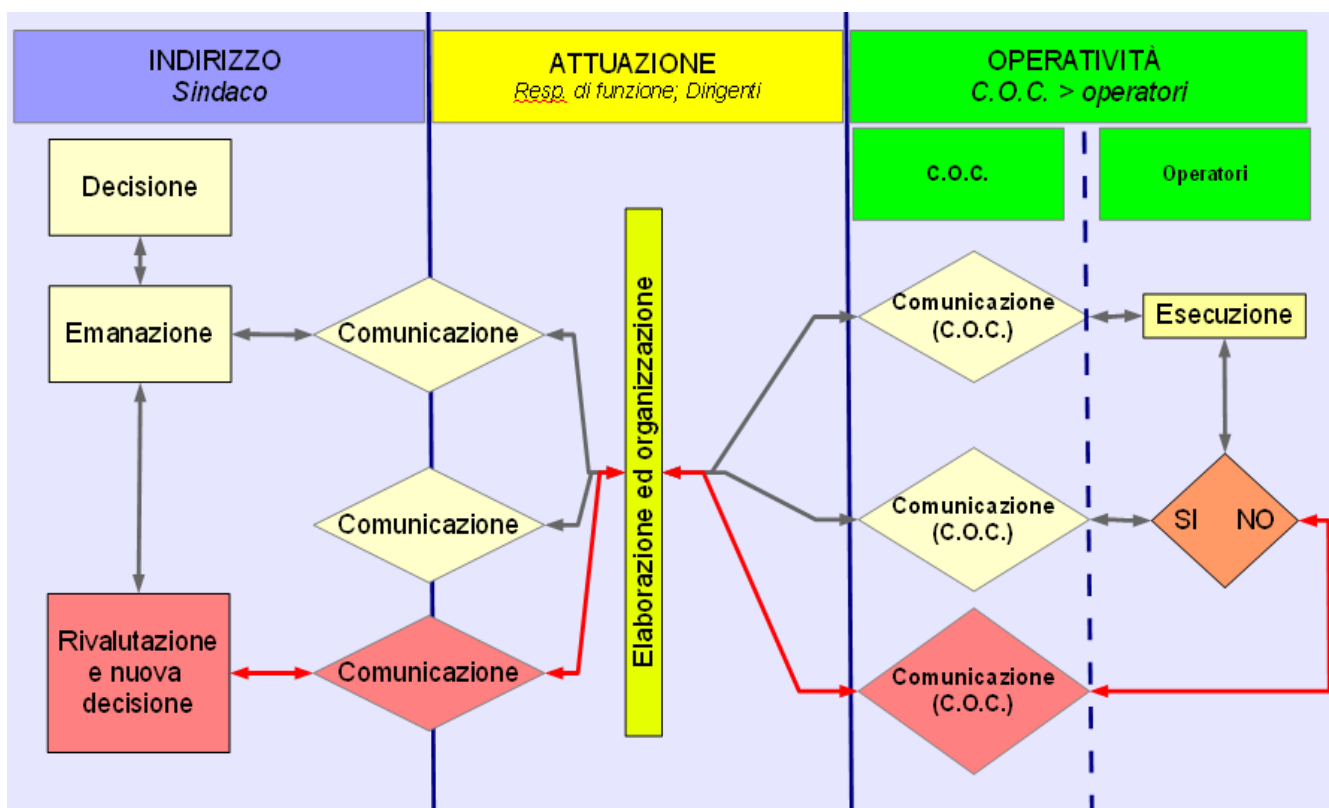 INDIRIZZO
Sindaco
ATTUAZIONE
Resp. di funzione; Dirigenti
OPERATIVITÀ
C.O.C. > operatori
C.O.C.
Operatori
Decisione
Emanazione
Comunicazione
Comunicazione
(C.O.C.)
Esecuzione
Elaborazione ed organizzazione
Comunicazione
Comunicazione
(C.O.C.)
SI NO
Rivalutazione
e nuova
decisione
Comunicazione
Comunicazione
(C.O.C.)